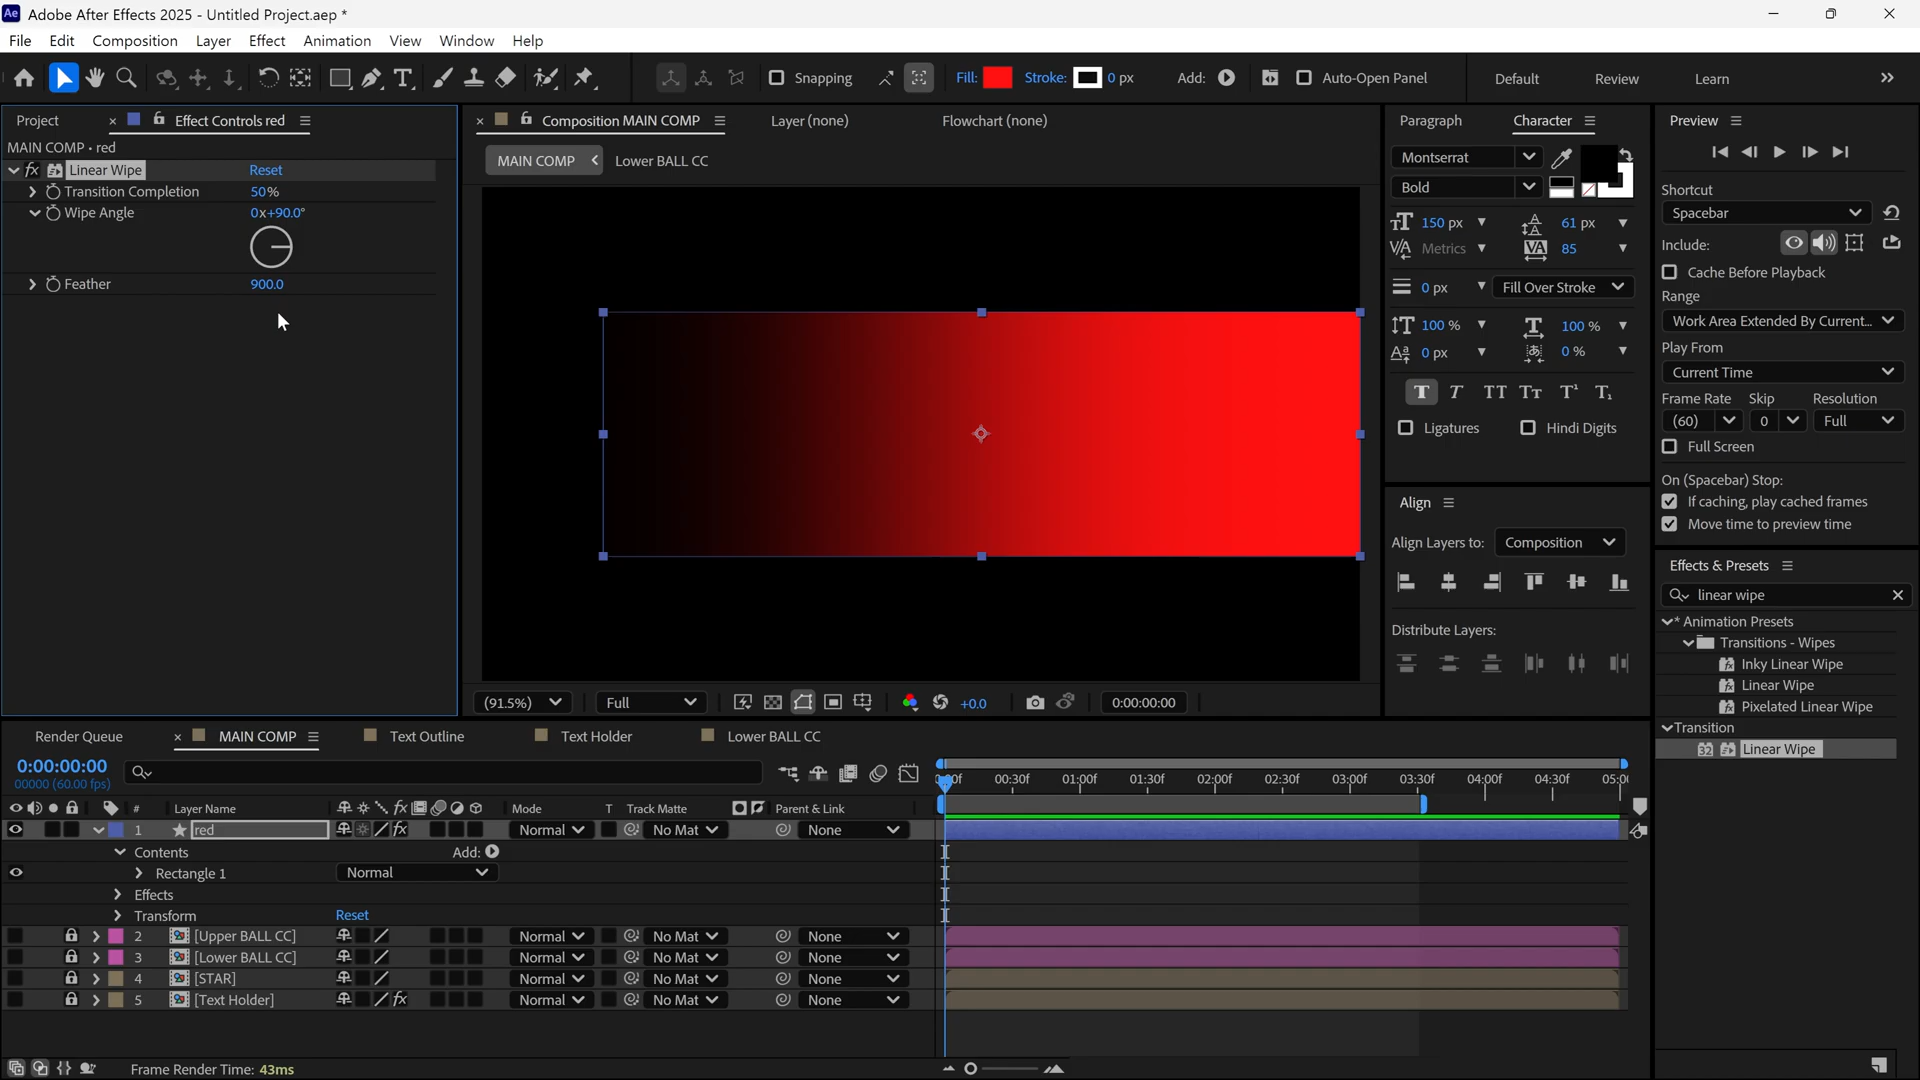 Ae Adobe After Effects 2025 - Untitled Project.aep *
File Edit Composition Layer Effect Animation View Window Help
Snapping Fill: Stroke: 0 px Add: Auto-Open Panel Default Review Learn
Project Effect Controls red
MAIN COMP • red
fx Linear Wipe Reset
Transition Completion 50%
Wipe Angle 0x+90.0°
Feather 900.0
Composition MAIN COMP Layer (none) Flowchart (none)
MAIN COMP Lower BALL CC
(91.5%) Full +0.0 0:00:00:00
Paragraph Character
Montserrat
Bold
150 px 61 px
Metrics 85
0 px Fill Over Stroke
100 % 100 %
0 px 0 %
T T TT Tt T¹ T₁
Ligatures Hindi Digits
Align
Align Layers to: Composition
Distribute Layers:
Preview
Shortcut
Spacebar
Include:
Cache Before Playback
Range
Work Area Extended By Current...
Play From
Current Time
Frame Rate Skip Resolution
(60) 0 Full
Full Screen
On (Spacebar) Stop:
If caching, play cached frames
Move time to preview time
Effects & Presets
linear wipe
* Animation Presets
Transitions - Wipes
Inky Linear Wipe
Linear Wipe
Pixelated Linear Wipe
Transition
32 Linear Wipe
Render Queue MAIN COMP Text Outline Text Holder Lower BALL CC
0:00:00:00
00000 (60.00 fps)
00:30f 01:00f 01:30f 02:00f 02:30f 03:00f 03:30f 04:00f 04:30f 05:00
# Layer Name fx Mode T Track Matte Parent & Link
1 red fx Normal No Mat None
Contents Add:
Rectangle 1 Normal
Effects
Transform Reset
2 [Upper BALL CC] Normal No Mat None
3 [Lower BALL CC] Normal No Mat None
4 [STAR] Normal No Mat None
5 [Text Holder] fx Normal No Mat None
Frame Render Time: 43ms